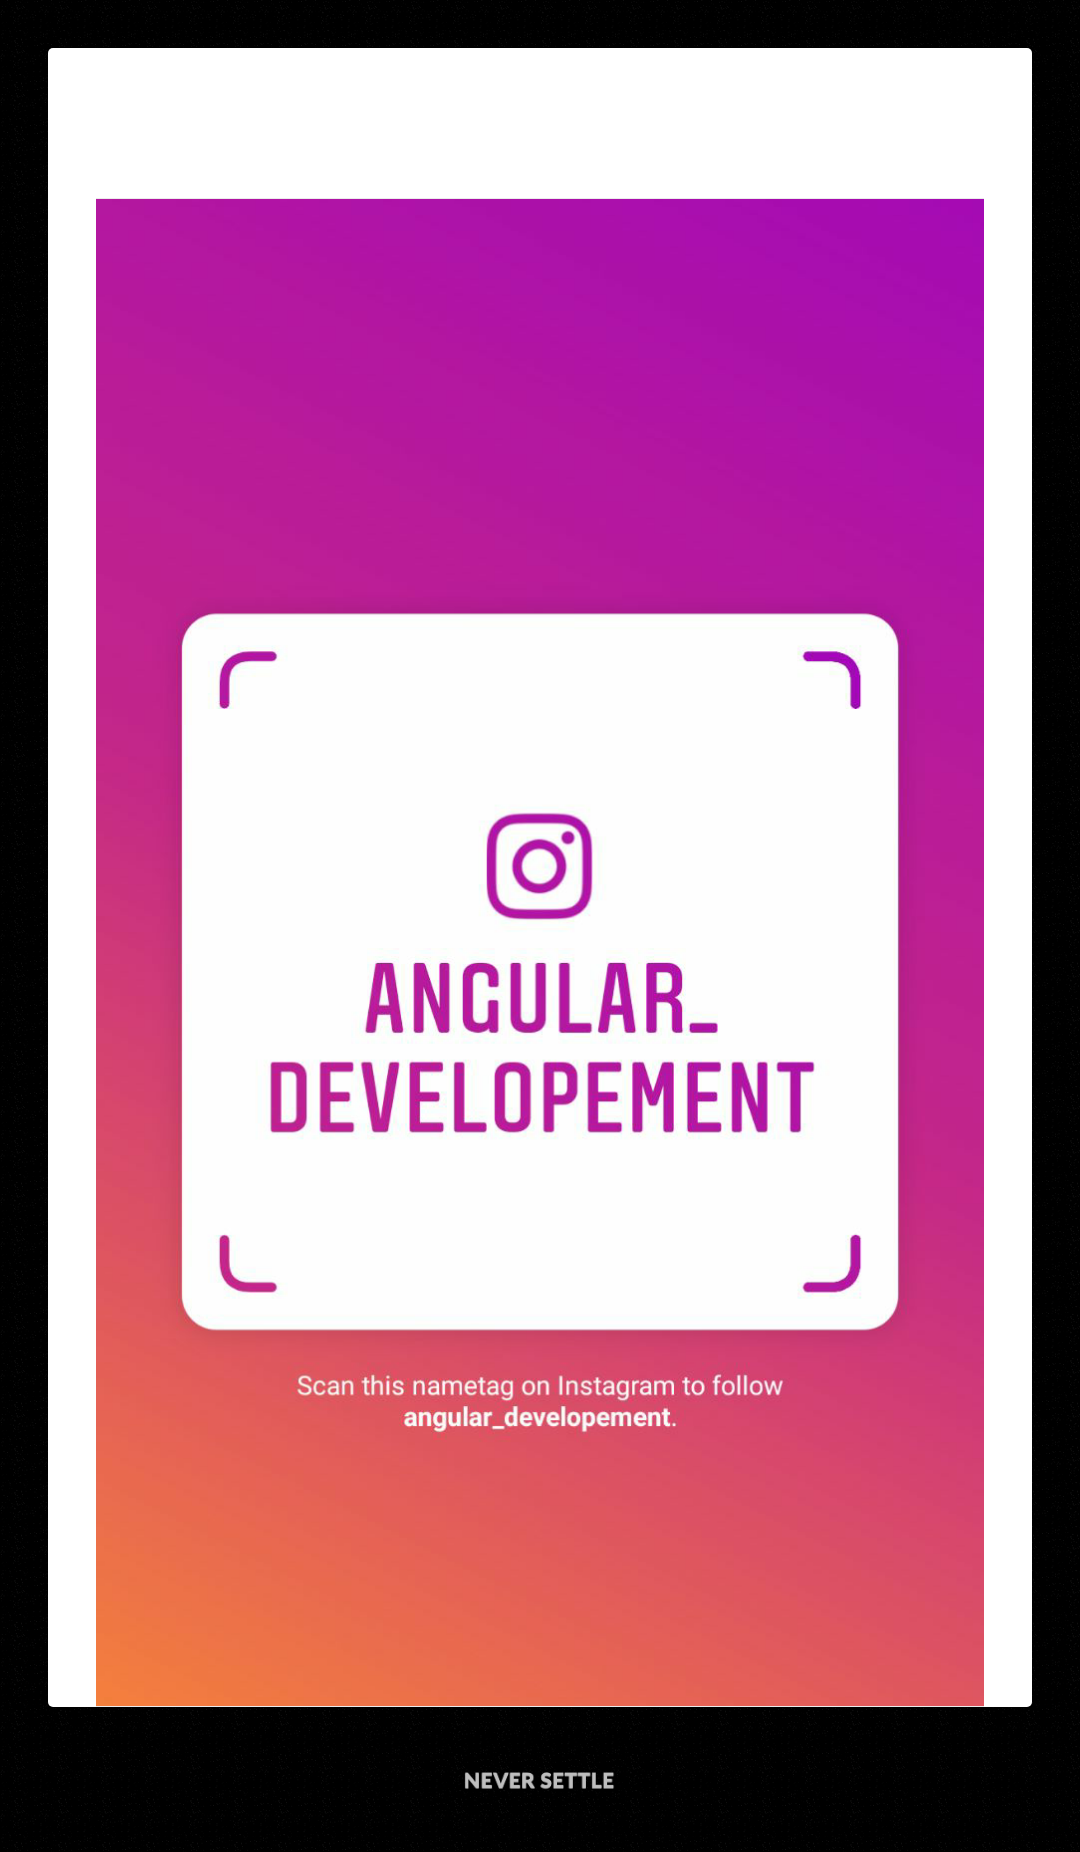 ANGULAR_
DEVELOPEMENT
Scan this nametag on Instagram to follow
angular_developement.
NEVER SETTLE